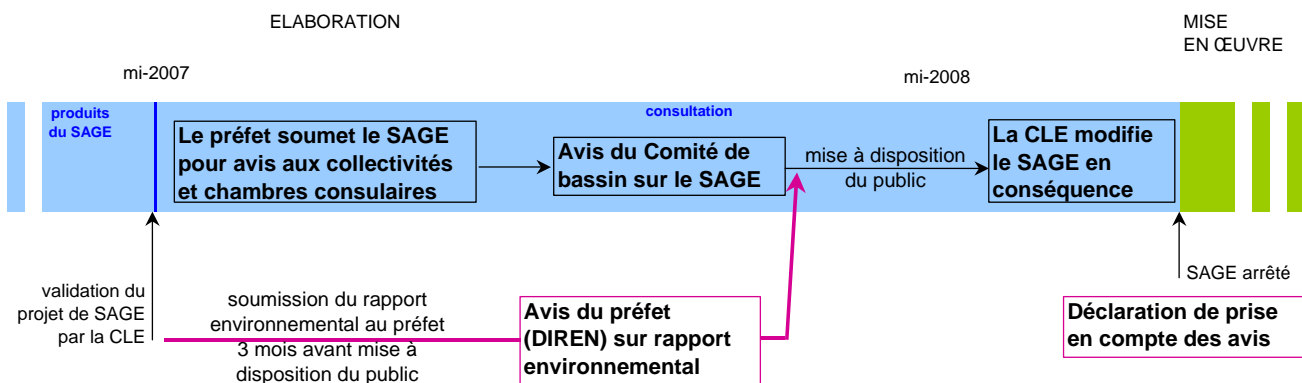 ELABORATION
MISE
EN ŒUVRE
mi-2007
mi-2008
produits
du SAGE
consultation
Le préfet soumet le SAGE
pour avis aux collectivités
et chambres consulaires
Avis du Comité de
bassin sur le SAGE
mise à disposition
du public
La CLE modifie
le SAGE en
conséquence
validation du
projet de SAGE
par la CLE
soumission du rapport
environnemental au préfet
3 mois avant mise à
disposition du public
Avis du préfet
(DIREN) sur rapport
environnemental
SAGE arrêté
Déclaration de prise
en compte des avis